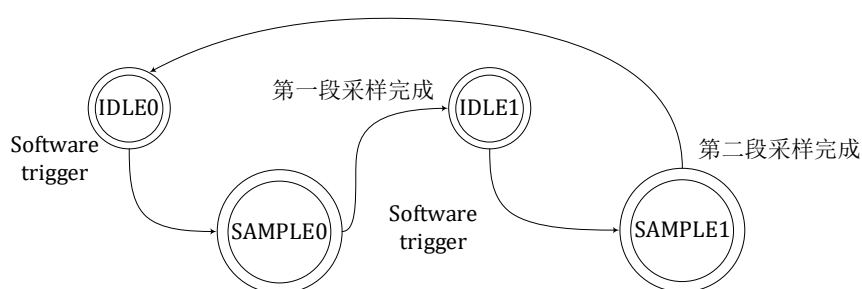 IDLE0
第一段采样完成
IDLE1
Software
trigger
第二段采样完成
SAMPLE0
Software
trigger
SAMPLE1